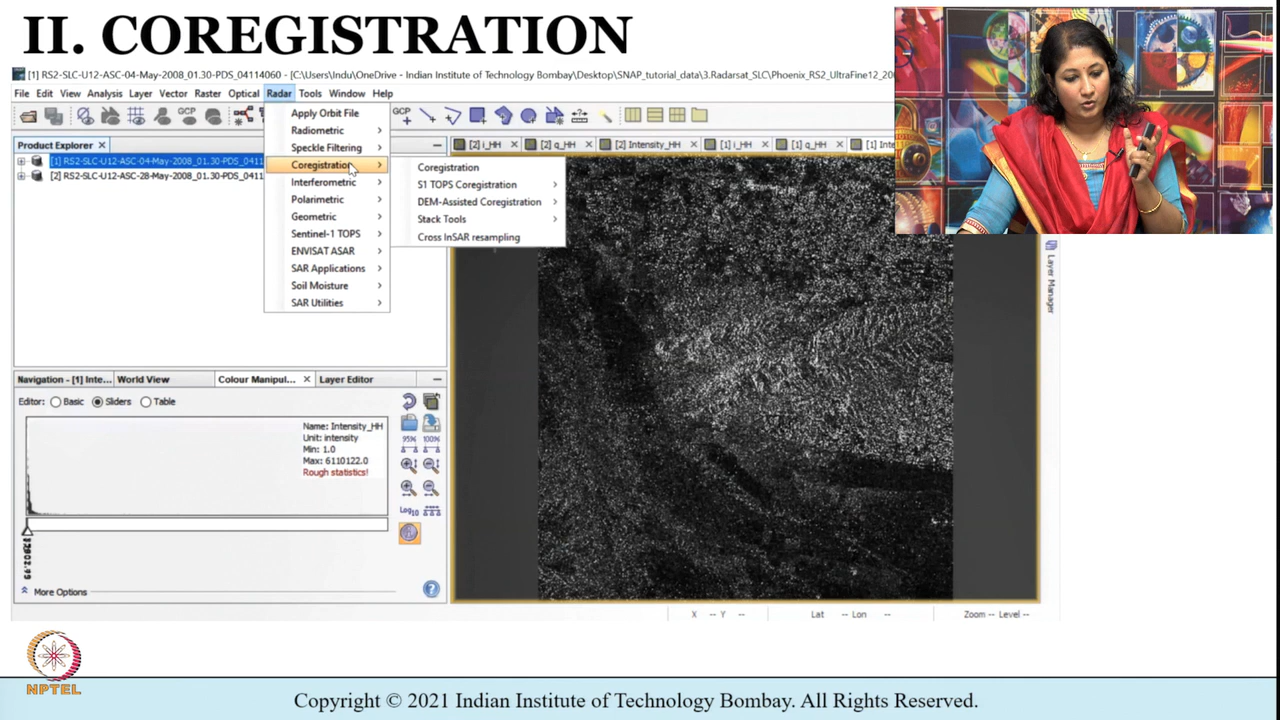 II. COREGISTRATION
[1] RS2-SLC-U12-ASC-04-May-2008_01.30-PDS_04114060 - [C:\Users\Indu\OneDrive - Indian Institute of Technology Bombay\Desktop\SNAP_tutorial_data\3.Radarsat_SLC\Phoenix_RS2_UltraFine12_20
File Edit View Analysis Layer Vector Raster Optical Radar Tools Window Help
GCP GCP
Apply Orbit File
Radiometric
Speckle Filtering
Coregistration
Interferometric
Polarimetric
Geometric
Sentinel-1 TOPS
ENVISAT ASAR
SAR Applications
Soil Moisture
SAR Utilities
Coregistration
S1 TOPS Coregistration
DEM-Assisted Coregistration
Stack Tools
Cross InSAR resampling
Product Explorer
[1] RS2-SLC-U12-ASC-04-May-2008_01.30-PDS_0411
[2] RS2-SLC-U12-ASC-28-May-2008_01.30-PDS_0411
[2] i_HH [2] q_HH [2] Intensity_HH [1] i_HH [1] q_HH [1] Inte
Layer Manager
Navigation - [1] Inte... World View Colour Manipul... Layer Editor
Editor: Basic Sliders Table
Name: Intensity_HH
Unit: intensity
Min: 1.0
Max: 6110122.0
Rough statistics!
95% 100%
Log10
More Options
X -- Y -- Lat -- Lon -- Zoom -- Level --
NPTEL
Copyright © 2021 Indian Institute of Technology Bombay. All Rights Reserved.